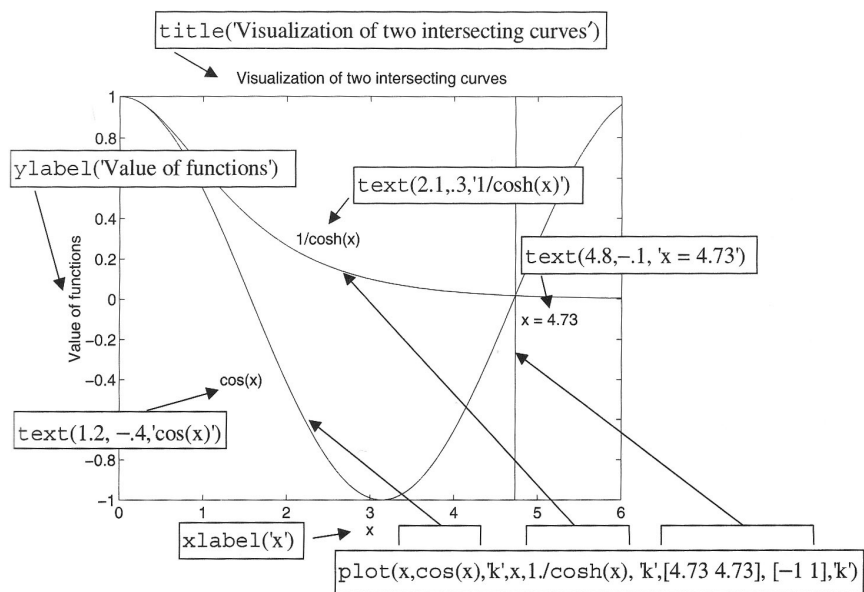 title('Visualization of two intersecting curves')
Visualization of two intersecting curves
1
0.8
ylabel('Value of functions')
text(2.1,.3,'1/cosh(x)')
0.4
1/cosh(x)
text(4.8,−.1, 'x = 4.73')
0.2
0
x = 4.73
Value of functions
−0.2
−0.4
cos(x)
text(1.2, −.4,'cos(x)')
−0.8
−1
0 1 2 3 4 5 6
xlabel('x')
x
plot(x,cos(x),'k',x,1./cosh(x), 'k',[4.73 4.73], [−1 1],'k')